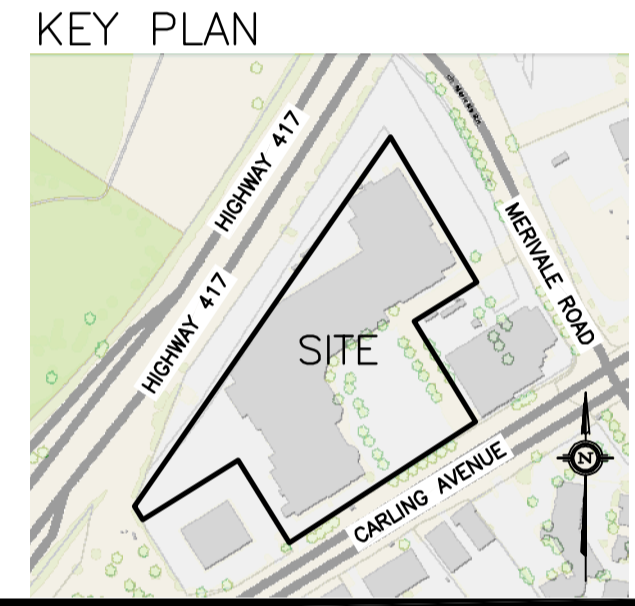 KEY PLAN
HIGHWAY 417
HIGHWAY 417
MERIVALE ROAD
SITE
CARLING AVENUE
N